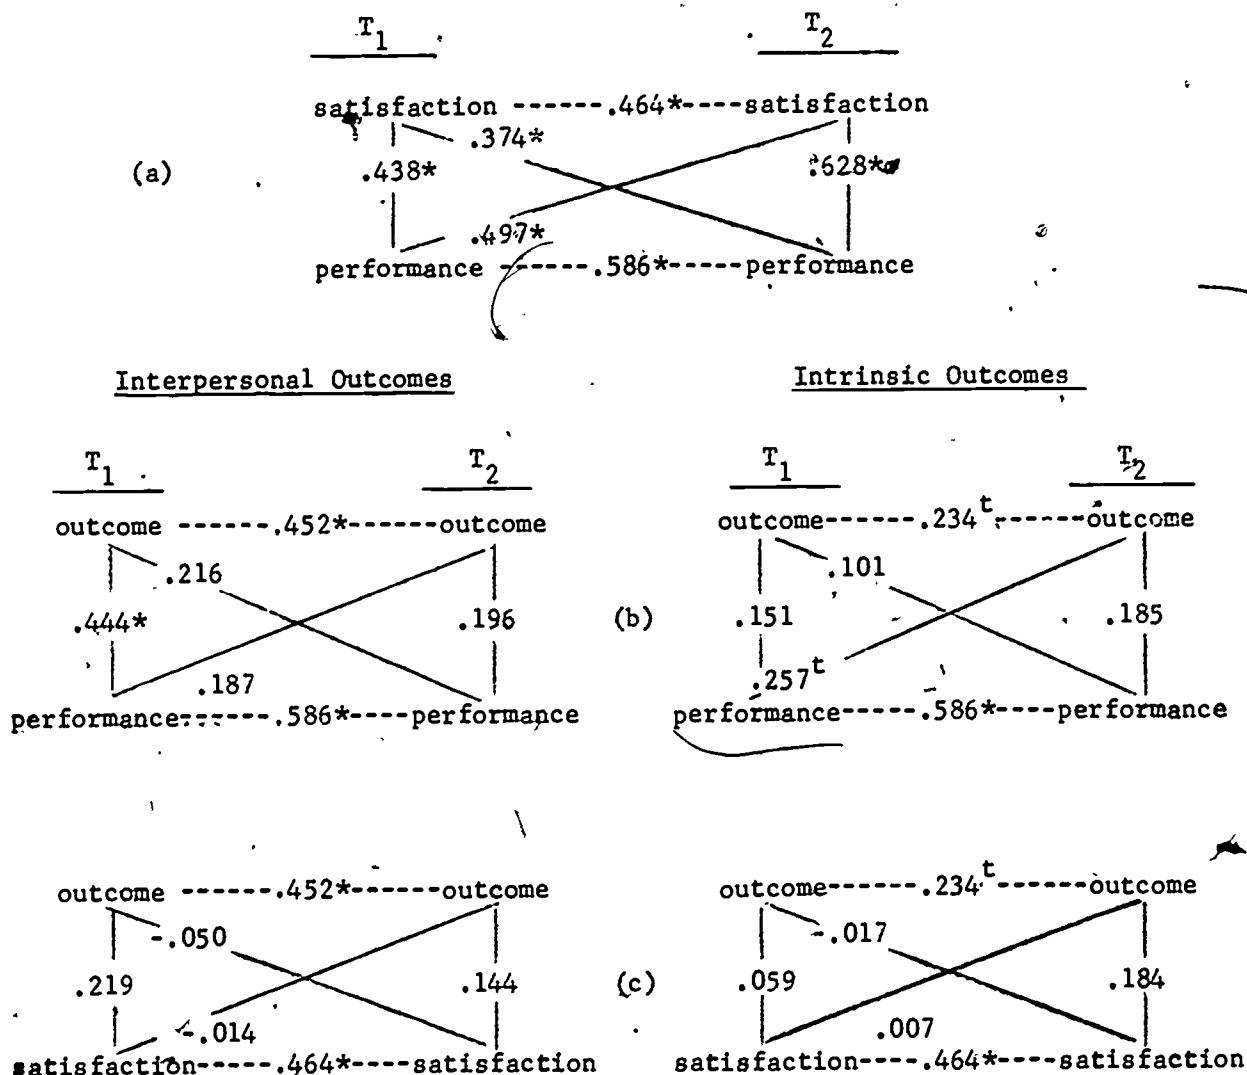 T1 T2
satisfaction ------.464*----satisfaction
.374*
(a) .438* .628*
.497*
performance ------.586*-----performance
Interpersonal Outcomes Intrinsic Outcomes
T1 T2 T1 T2
outcome ------.452*------outcome outcome-----.234t------outcome
.216 .101
.444* .196 (b) .151 .185
.187 .257t
performance------.586*----performance performance-----.586*----performance
outcome ------.452*------outcome outcome------.234t------outcome
-.050 -.017
.219 .144 (c) .059 .184
-.014 .007
satisfaction----.464*----satisfaction satisfaction----.464*----satisfaction